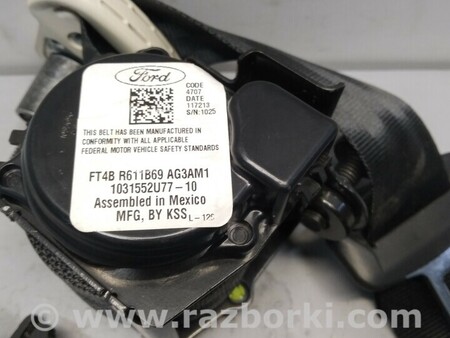 Ford
CODE
4707
DATE
117213
S/N:1025
THIS BELT HAS BEEN MANUFACTURED IN
CONFORMITY WITH ALL APPLICABLE
FEDERAL MOTOR VEHICLE SAFETY STANDARDS
FT4B R611B69 AG3AM1
1031552U77-10
Assembled in Mexico
MFG, BY KSS
L-125
www.razborki.com